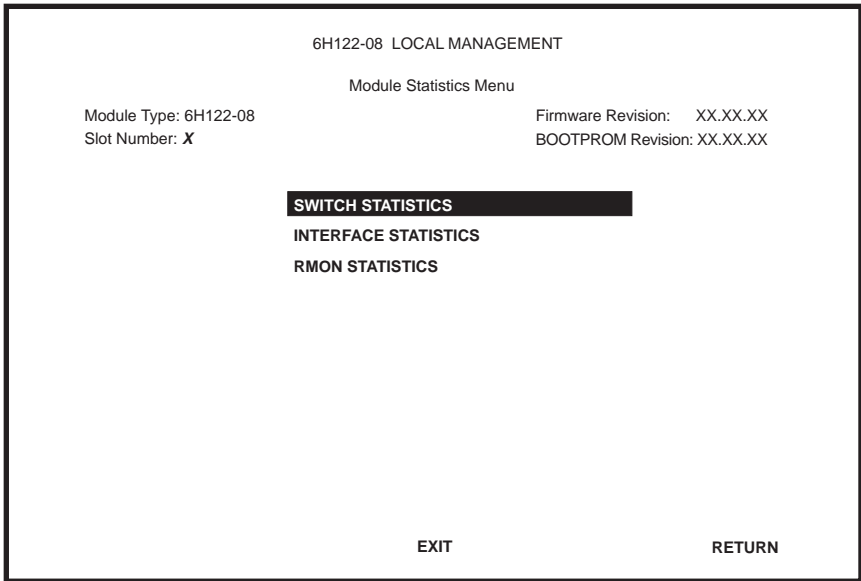 6H122-08 LOCAL MANAGEMENT
Module Statistics Menu
Module Type: 6H122-08 Firmware Revision: XX.XX.XX
Slot Number: X BOOTPROM Revision: XX.XX.XX
SWITCH STATISTICS
INTERFACE STATISTICS
RMON STATISTICS
EXIT RETURN